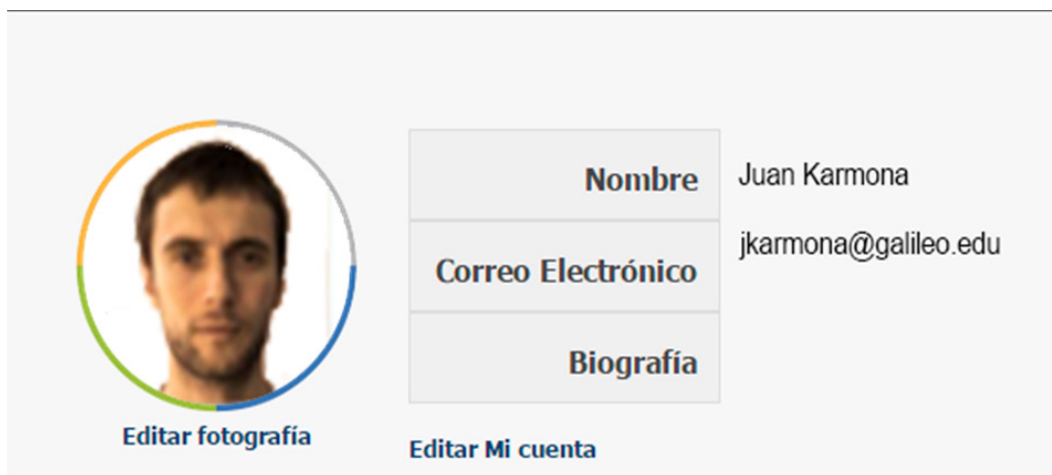 Nombre
Juan Karmona
Correo Electrónico
jkarmona@galileo.edu
Biografía
Editar fotografía
Editar Mi cuenta